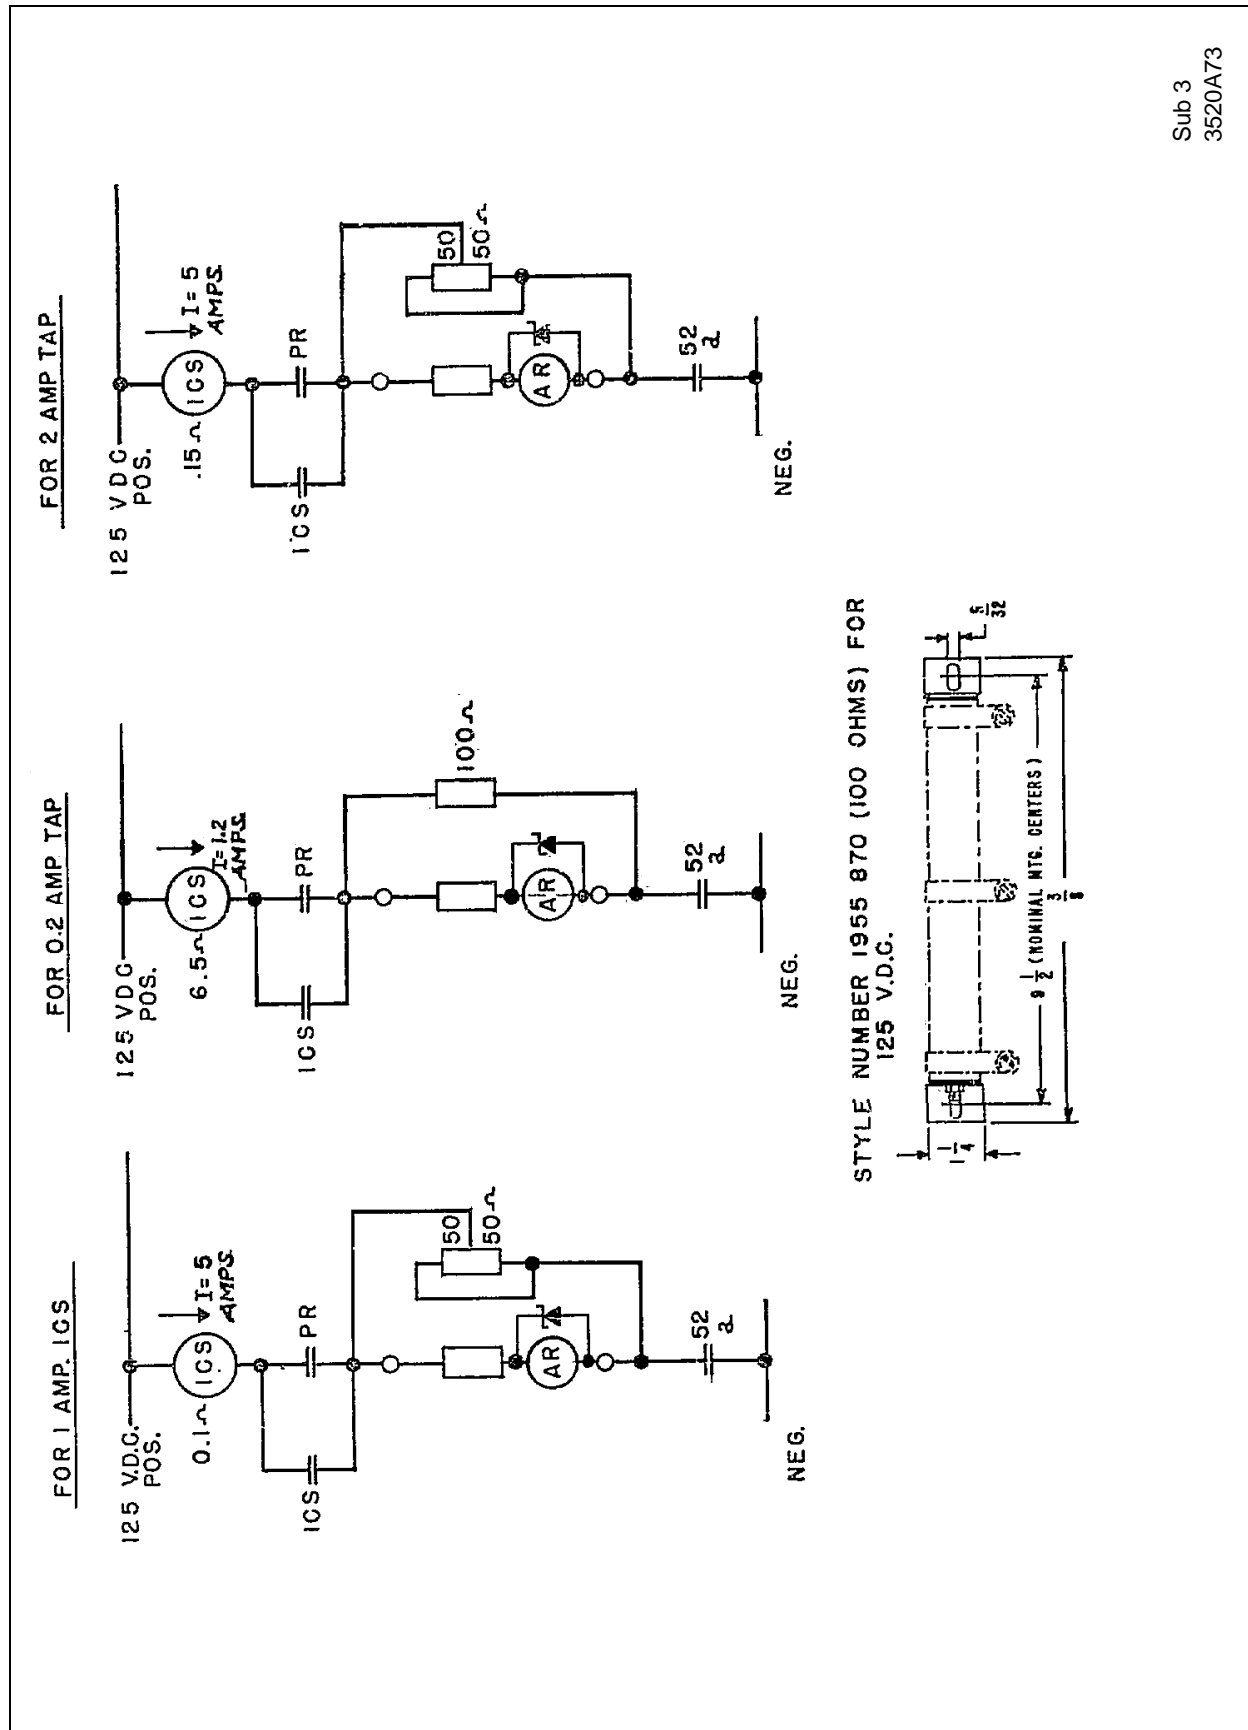 FOR 1 AMP. ICS
125 V.D.C.
POS.
0.1Ω
ICS
I=5
AMPS.
ICS
PR
50
50Ω
AR
52
a
NEG.
FOR 0.2 AMP TAP
125 VDC
POS.
6.5Ω
ICS
I=1.2
AMPS.
ICS
PR
100Ω
AR
52
a
NEG.
FOR 2 AMP TAP
125 VDC
POS.
.15Ω
ICS
I=5
AMPS.
ICS
PR
50
50Ω
AR
52
a
NEG.
STYLE NUMBER 1955 870 (100 OHMS) FOR
125 V.D.C.
1 1/4
9 1/2 (NOMINAL MTG. CENTERS)
3/8
Sub 3
3520A73